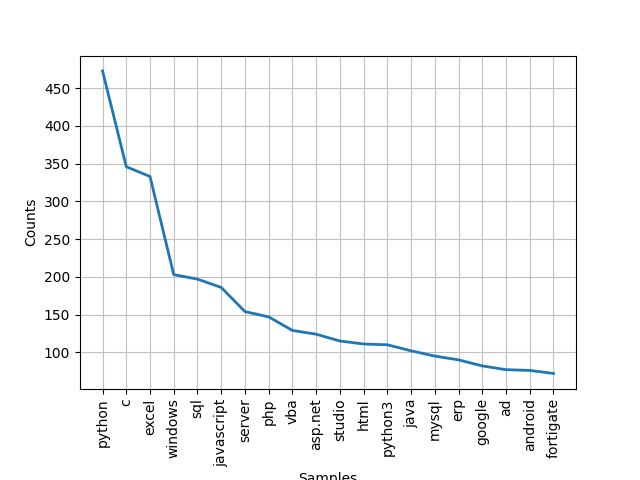 450
400
350
300
250
200
150
100
Counts
python
c
excel
windows
sql
javascript
server
php
vba
asp.net
studio
html
python3
java
mysql
erp
google
ad
android
fortigate
Samples